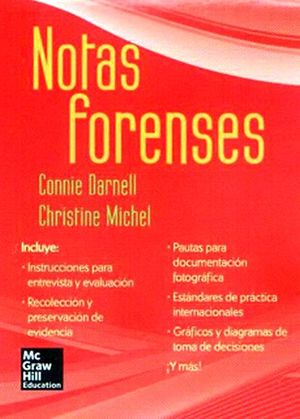 Notas
forenses
Connie Darnell
Christine Michel
Incluye:
• Instrucciones para
entrevista y evaluación
• Recolección y
preservación de
evidencia
• Pautas para
documentación
fotográfica
• Estándares de práctica
internacionales
• Gráficos y diagramas de
toma de decisiones
¡Y más!
Mc
Graw
Hill
Education